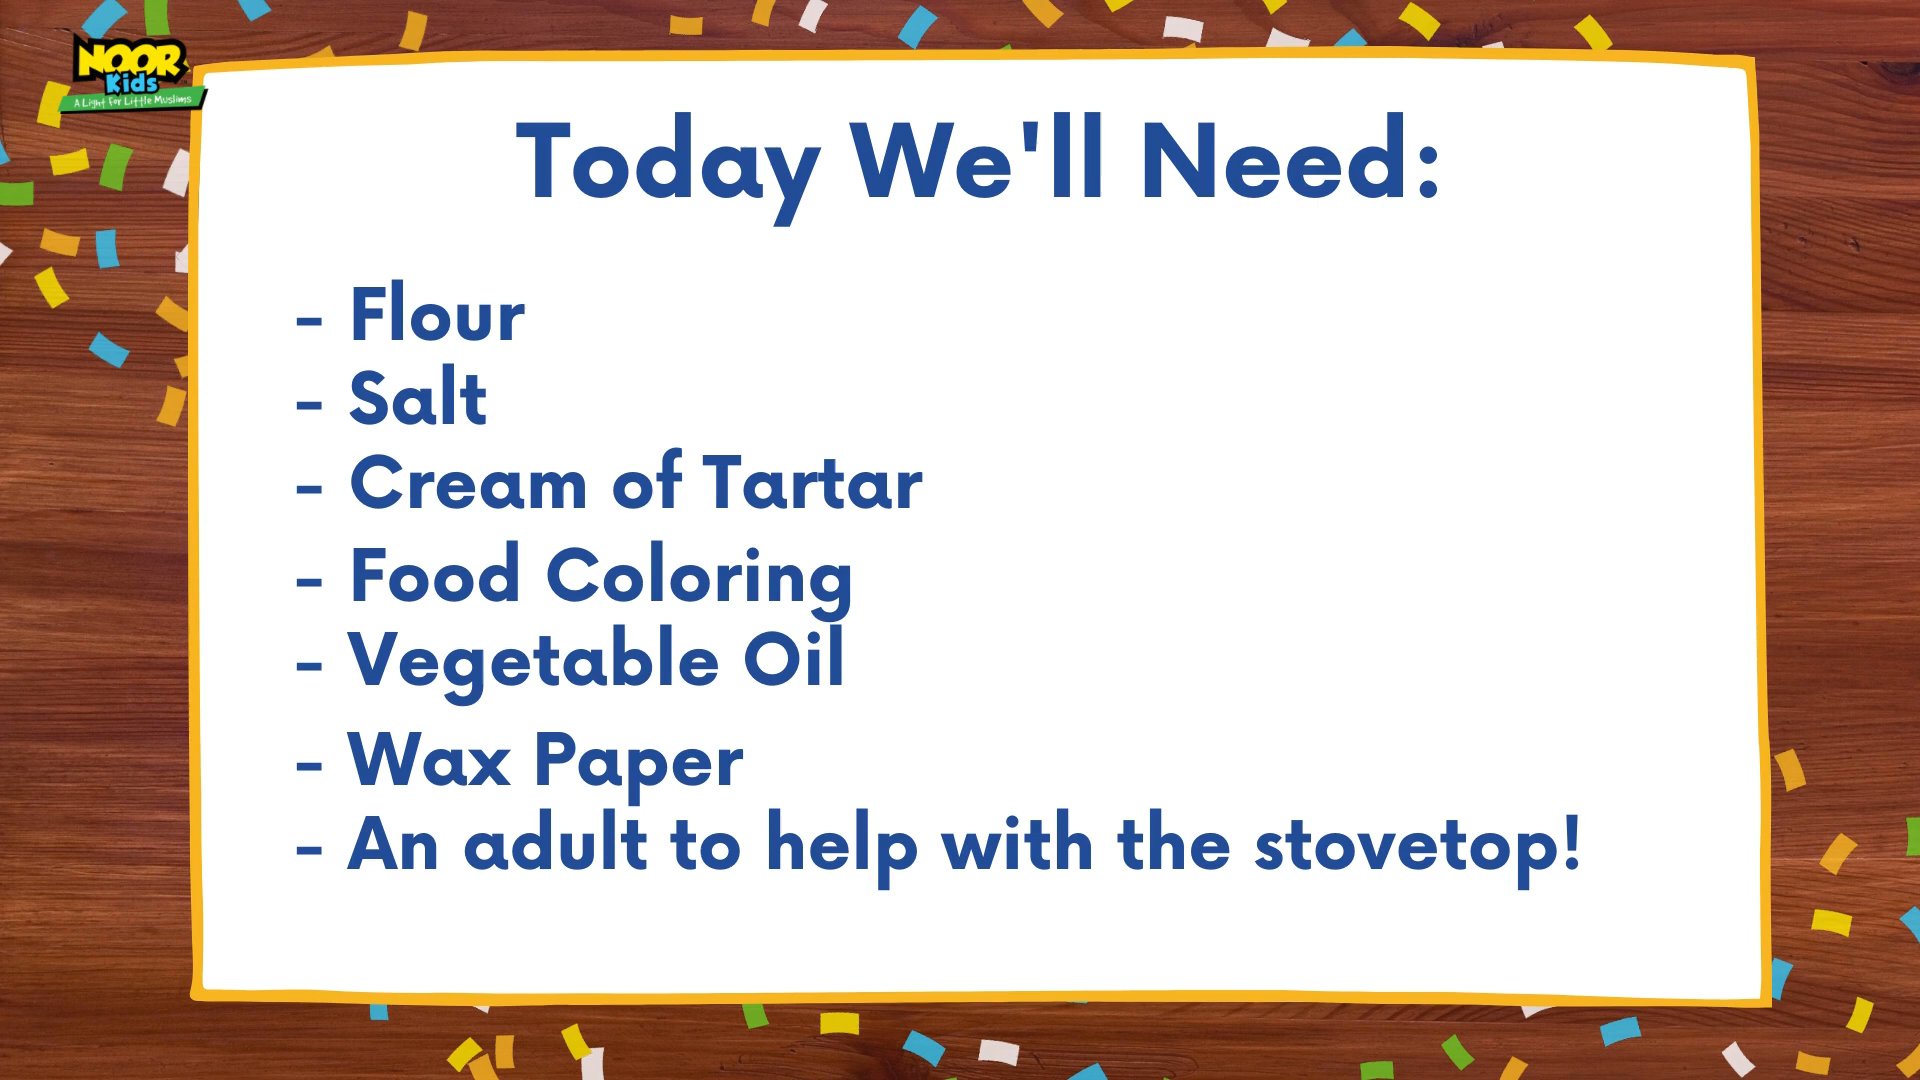 NOOR
Kids
A Light For Little Muslims
Today We'll Need:
- Flour
- Salt
- Cream of Tartar
- Food Coloring
- Vegetable Oil
- Wax Paper
- An adult to help with the stovetop!